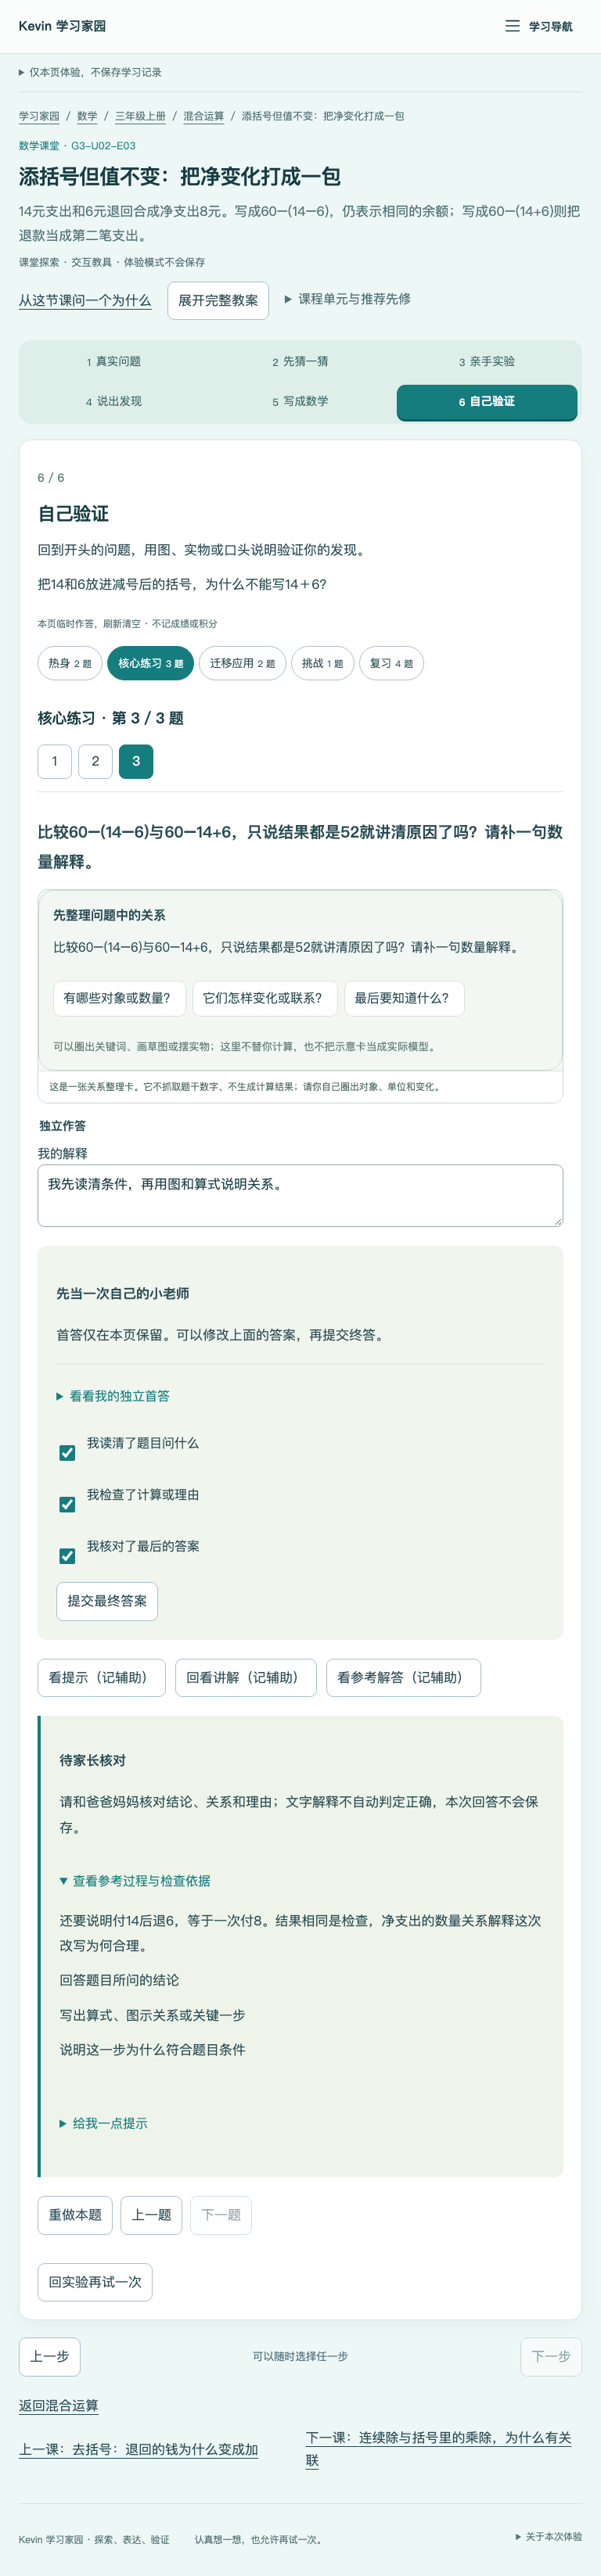 Kevin 学习家园
学习导航
仅本页体验，不保存学习记录
学习家园 / 数学 / 三年级上册 / 混合运算 / 添括号但值不变：把净变化打成一包
数学课堂 · G3-U02-E03
添括号但值不变：把净变化打成一包
14元支出和6元退回合成净支出8元。写成60−(14−6)，仍表示相同的余额；写成60−(14+6)则把
退款当成第二笔支出。
课堂探索 · 交互教具 · 体验模式不会保存
从这节课问一个为什么
展开完整教案
课程单元与推荐先修
1 真实问题
2 先猜一猜
3 亲手实验
4 说出发现
5 写成数学
6 自己验证
6 / 6
自己验证
回到开头的问题，用图、实物或口头说明验证你的发现。
把14和6放进减号后的括号，为什么不能写14＋6？
本页临时作答，刷新清空 · 不记成绩或积分
热身 2 题
核心练习 3 题
迁移应用 2 题
挑战 1 题
复习 4 题
核心练习 · 第 3 / 3 题
1
2
3
比较60−(14−6)与60−14+6，只说结果都是52就讲清原因了吗？请补一句数
量解释。
先整理问题中的关系
比较60−(14−6)与60−14+6，只说结果都是52就讲清原因了吗？请补一句数量解释。
有哪些对象或数量？
它们怎样变化或联系？
最后要知道什么？
可以圈出关键词、画草图或摆实物；这里不替你计算，也不把示意卡当成实际模型。
这是一张关系整理卡。它不抓取题干数字、不生成计算结果；请你自己圈出对象、单位和变化。
独立作答
我的解释
我先读清条件，再用图和算式说明关系。
先当一次自己的小老师
首答仅在本页保留。可以修改上面的答案，再提交终答。
看看我的独立首答
我读清了题目问什么
我检查了计算或理由
我核对了最后的答案
提交最终答案
看提示（记辅助）
回看讲解（记辅助）
看参考解答（记辅助）
待家长核对
请和爸爸妈妈核对结论、关系和理由；文字解释不自动判定正确，本次回答不会保
存。
查看参考过程与检查依据
还要说明付14后退6，等于一次付8。结果相同是检查，净支出的数量关系解释这次
改写为何合理。
回答题目所问的结论
写出算式、图示关系或关键一步
说明这一步为什么符合题目条件
给我一点提示
重做本题
上一题
下一题
回实验再试一次
上一步
可以随时选择任一步
下一步
返回混合运算
上一课：去括号：退回的钱为什么变成加
下一课：连续除与括号里的乘除，为什么有关
联
Kevin 学习家园 · 探索、表达、验证
认真想一想，也允许再试一次。
关于本次体验